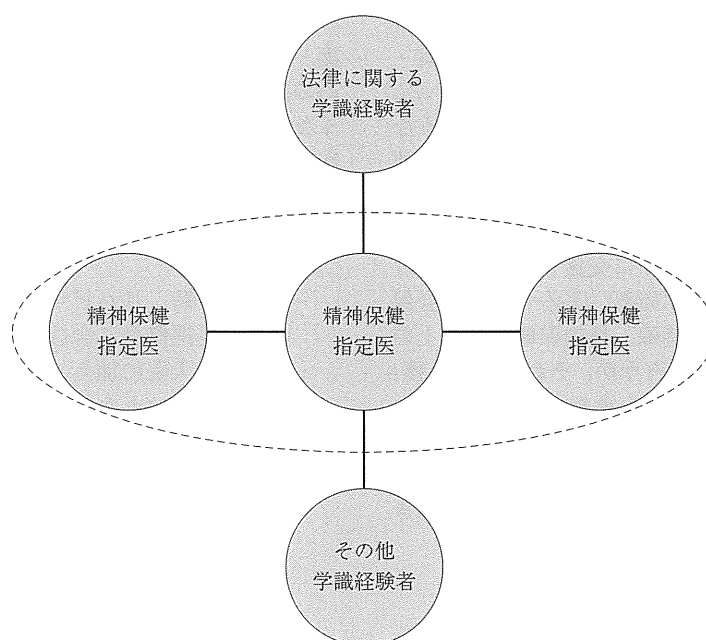 法律に関する
学識経験者
精神保健
指定医
精神保健
指定医
精神保健
指定医
その他
学識経験者